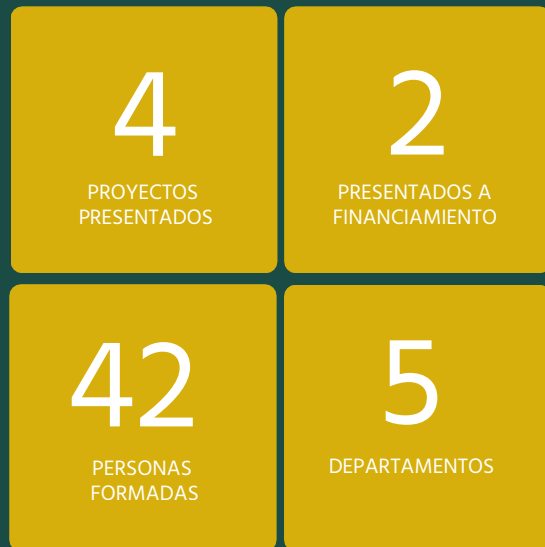 4
PROYECTOS
PRESENTADOS
2
PRESENTADOS A
FINANCIAMIENTO
42
PERSONAS
FORMADAS
5
DEPARTAMENTOS